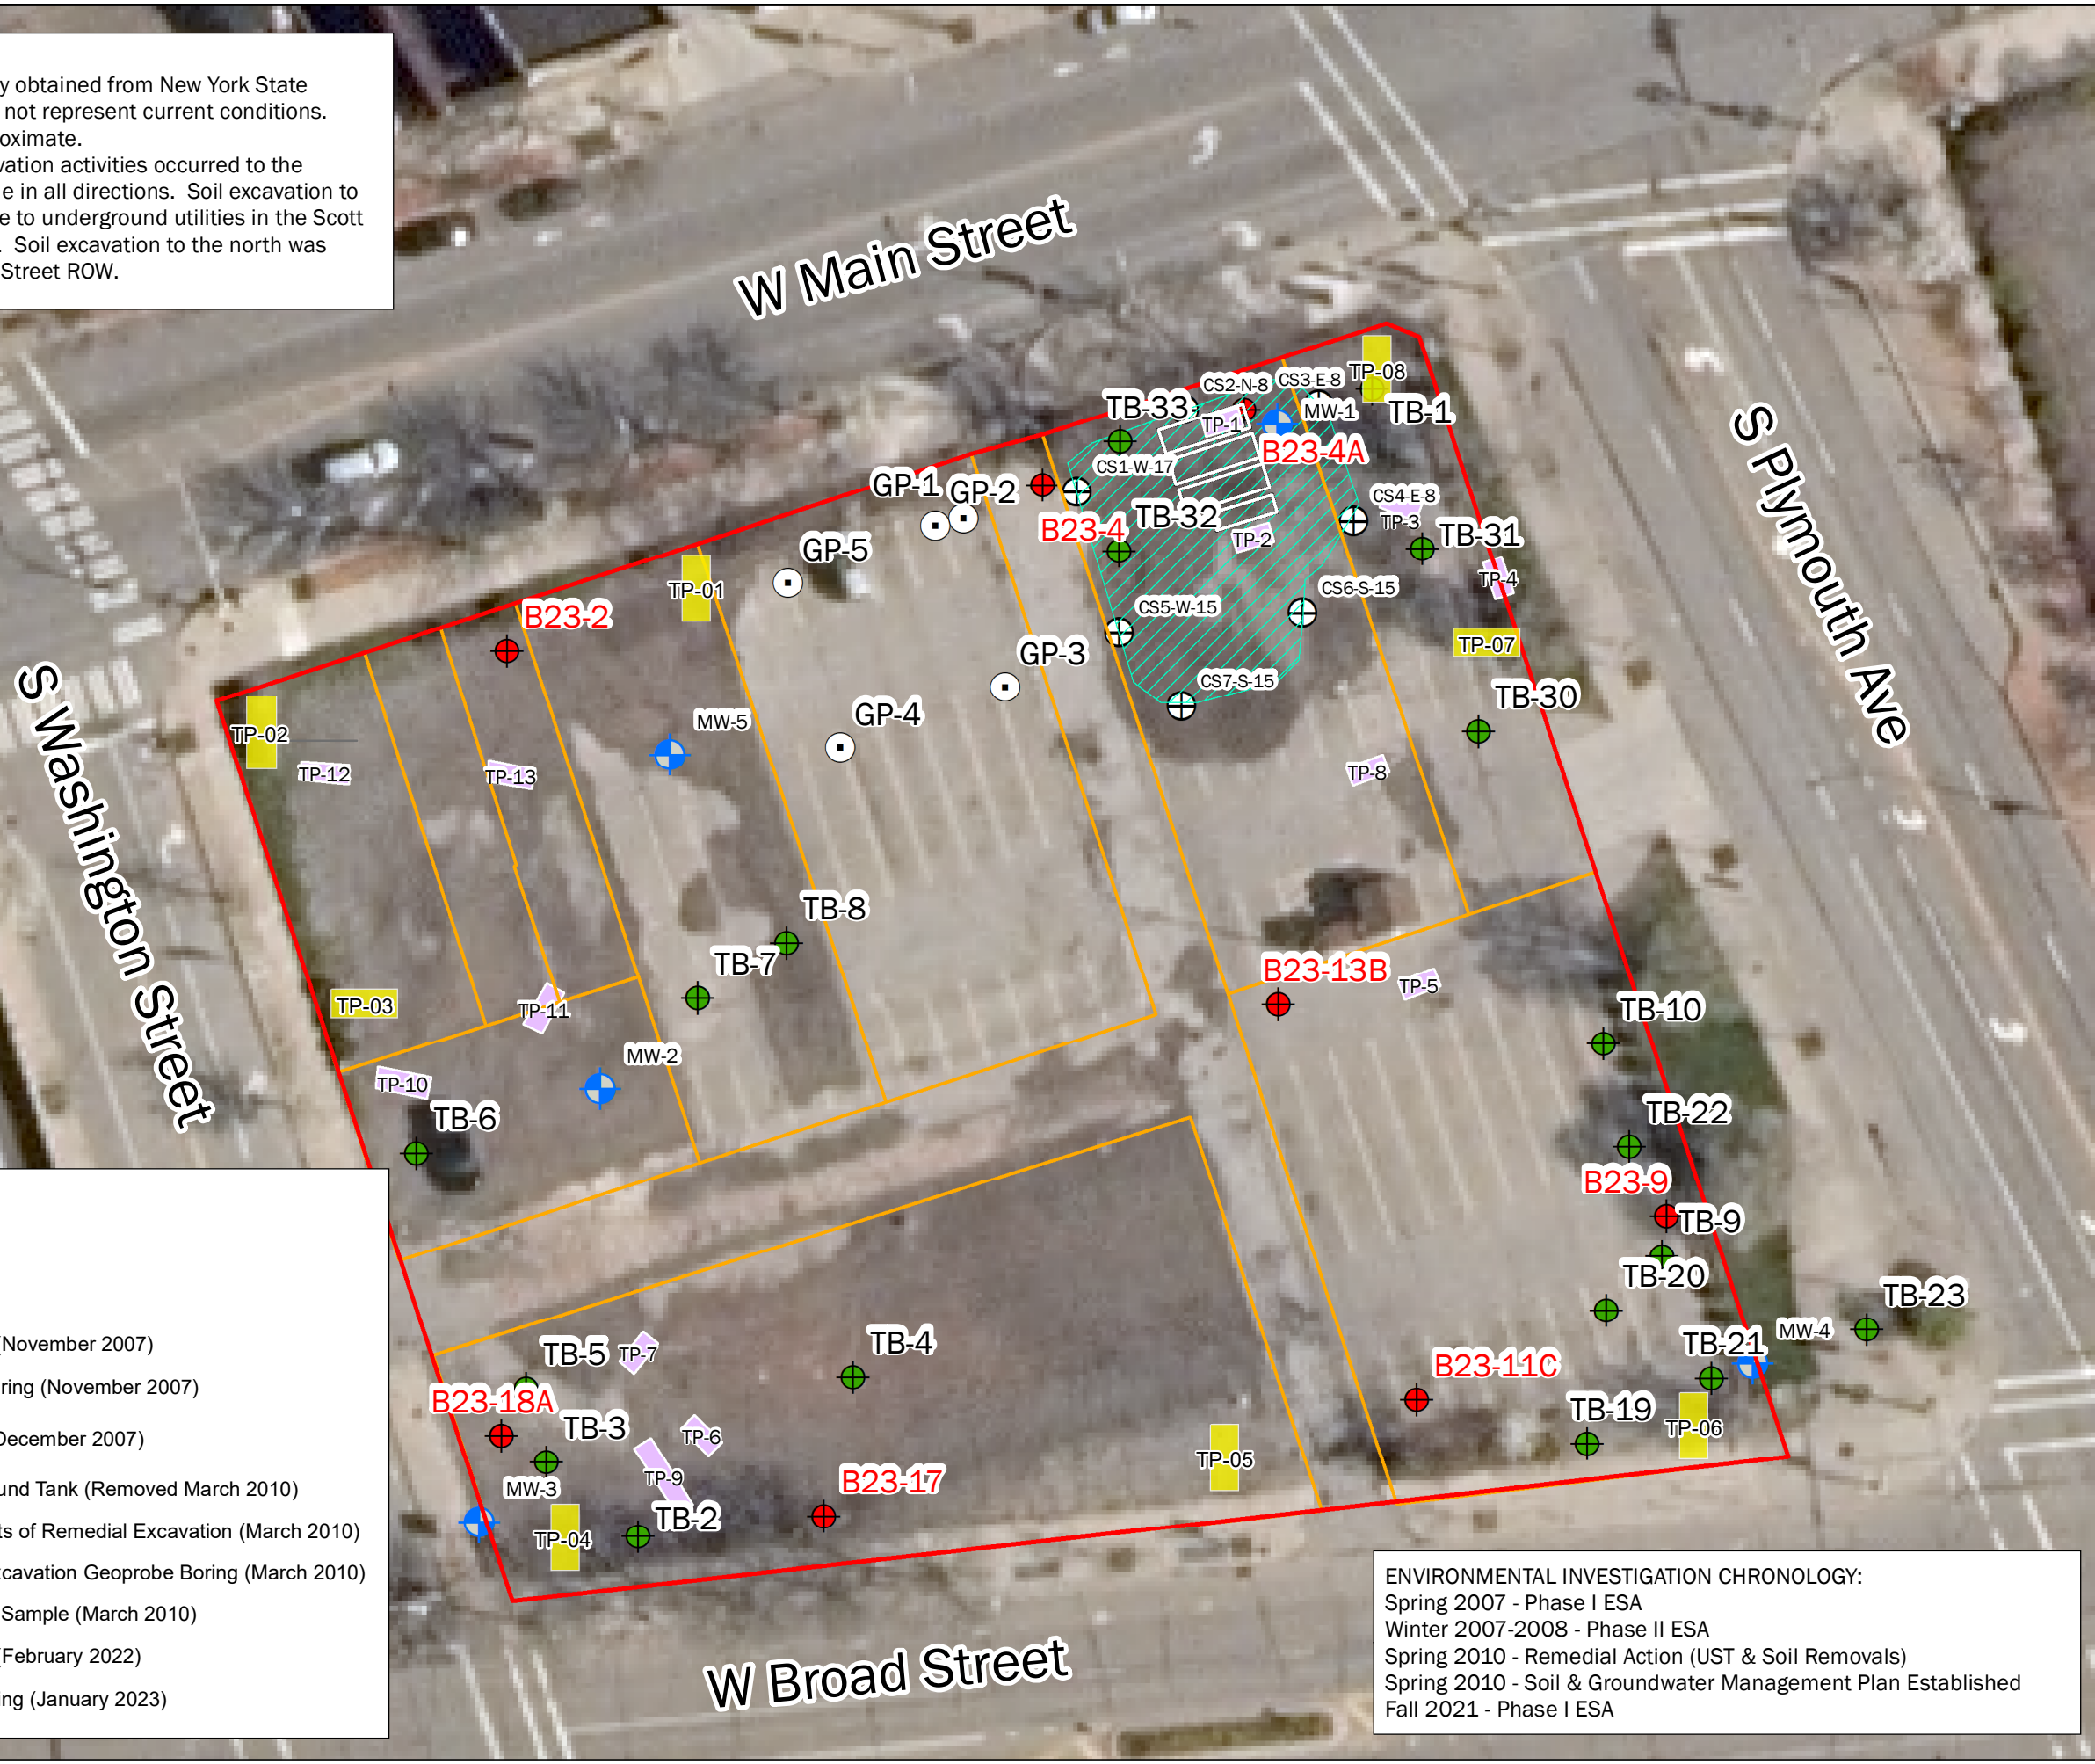 y obtained from New York State
not represent current conditions.
oximate.
vation activities occurred to the
e in all directions. Soil excavation to
e to underground utilities in the Scott
. Soil excavation to the north was
Street ROW.
W Main Street
S Plymouth Ave
S Washington Street
W Broad Street
TP-08
CS2-N-8
CS3-E-8
TB-33
TP-1
MW-1
TB-1
B23-4A
CS1-W-17
GP-1
GP-2
CS4-E-8
TB-32
TP-3
B23-4
TB-31
TP-2
GP-5
TP-4
TP-01
CS6-S-15
CS5-W-15
B23-2
TP-07
GP-3
CS7-S-15
TB-30
GP-4
MW-5
TP-02
TP-12
TP-13
TP-8
TB-8
TB-7
B23-13B
TP-5
TP-03
TP-11
TB-10
MW-2
TP-10
TB-6
TB-22
B23-9
TB-9
TB-20
TB-23
MW-4
TB-21
TB-4
TB-5
TP-7
B23-11C
B23-18A
TB-19
TB-3
TP-6
TP-06
TP-05
TP-9
B23-17
MW-3
TB-2
TP-04
(November 2007)
ring (November 2007)
December 2007)
und Tank (Removed March 2010)
ts of Remedial Excavation (March 2010)
cavation Geoprobe Boring (March 2010)
Sample (March 2010)
(February 2022)
ing (January 2023)
ENVIRONMENTAL INVESTIGATION CHRONOLOGY:
Spring 2007 - Phase I ESA
Winter 2007-2008 - Phase II ESA
Spring 2010 - Remedial Action (UST & Soil Removals)
Spring 2010 - Soil & Groundwater Management Plan Established
Fall 2021 - Phase I ESA